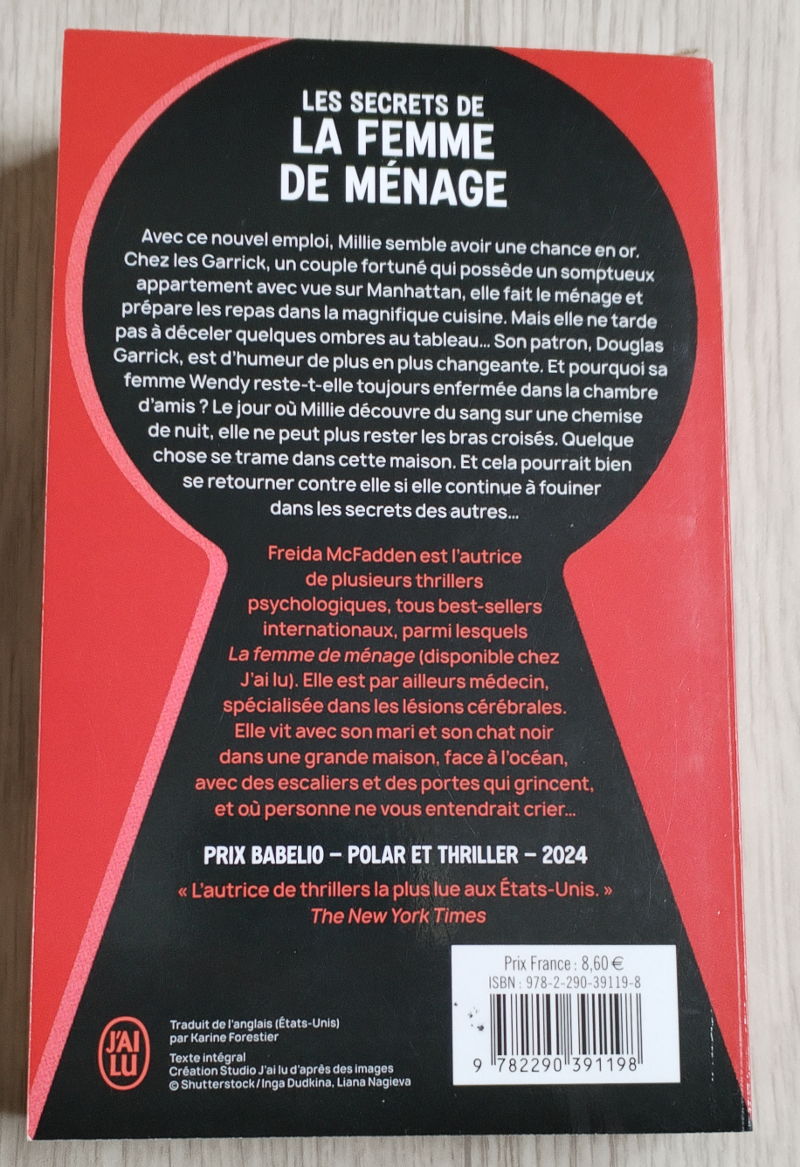 LES SECRETS DE
LA FEMME
DE MÉNAGE
Avec ce nouvel emploi, Millie semble avoir une chance en or.
Chez les Garrick, un couple fortuné qui possède un somptueux
appartement avec vue sur Manhattan, elle fait le ménage et
prépare les repas dans la magnifique cuisine. Mais elle ne tarde
pas à déceler quelques ombres au tableau... Son patron, Douglas
Garrick, est d'humeur de plus en plus changeante. Et pourquoi sa
femme Wendy reste-t-elle toujours enfermée dans la chambre
d'amis ? Le jour où Millie découvre du sang sur une chemise
de nuit, elle ne peut plus rester les bras croisés. Quelque
chose se trame dans cette maison. Et cela pourrait bien
se retourner contre elle si elle continue à fouiner
dans les secrets des autres...
Freida McFadden est l'autrice
de plusieurs thrillers
psychologiques, tous best-sellers
internationaux, parmi lesquels
La femme de ménage (disponible chez
J'ai lu). Elle est par ailleurs médecin,
spécialisée dans les lésions cérébrales.
Elle vit avec son mari et son chat noir
dans une grande maison, face à l'océan,
avec des escaliers et des portes qui grincent,
et où personne ne vous entendrait crier...
PRIX BABELIO – POLAR ET THRILLER – 2024
« L'autrice de thrillers la plus lue aux États-Unis. »
The New York Times
Prix France : 8,60 €
ISBN : 978-2-290-39119-8
9 782290 391198
J'AI
LU
Traduit de l'anglais (États-Unis)
par Karine Forestier
Texte intégral
Création Studio J'ai lu d'après des images
© Shutterstock / Inga Dudkina, Liana Nagieva